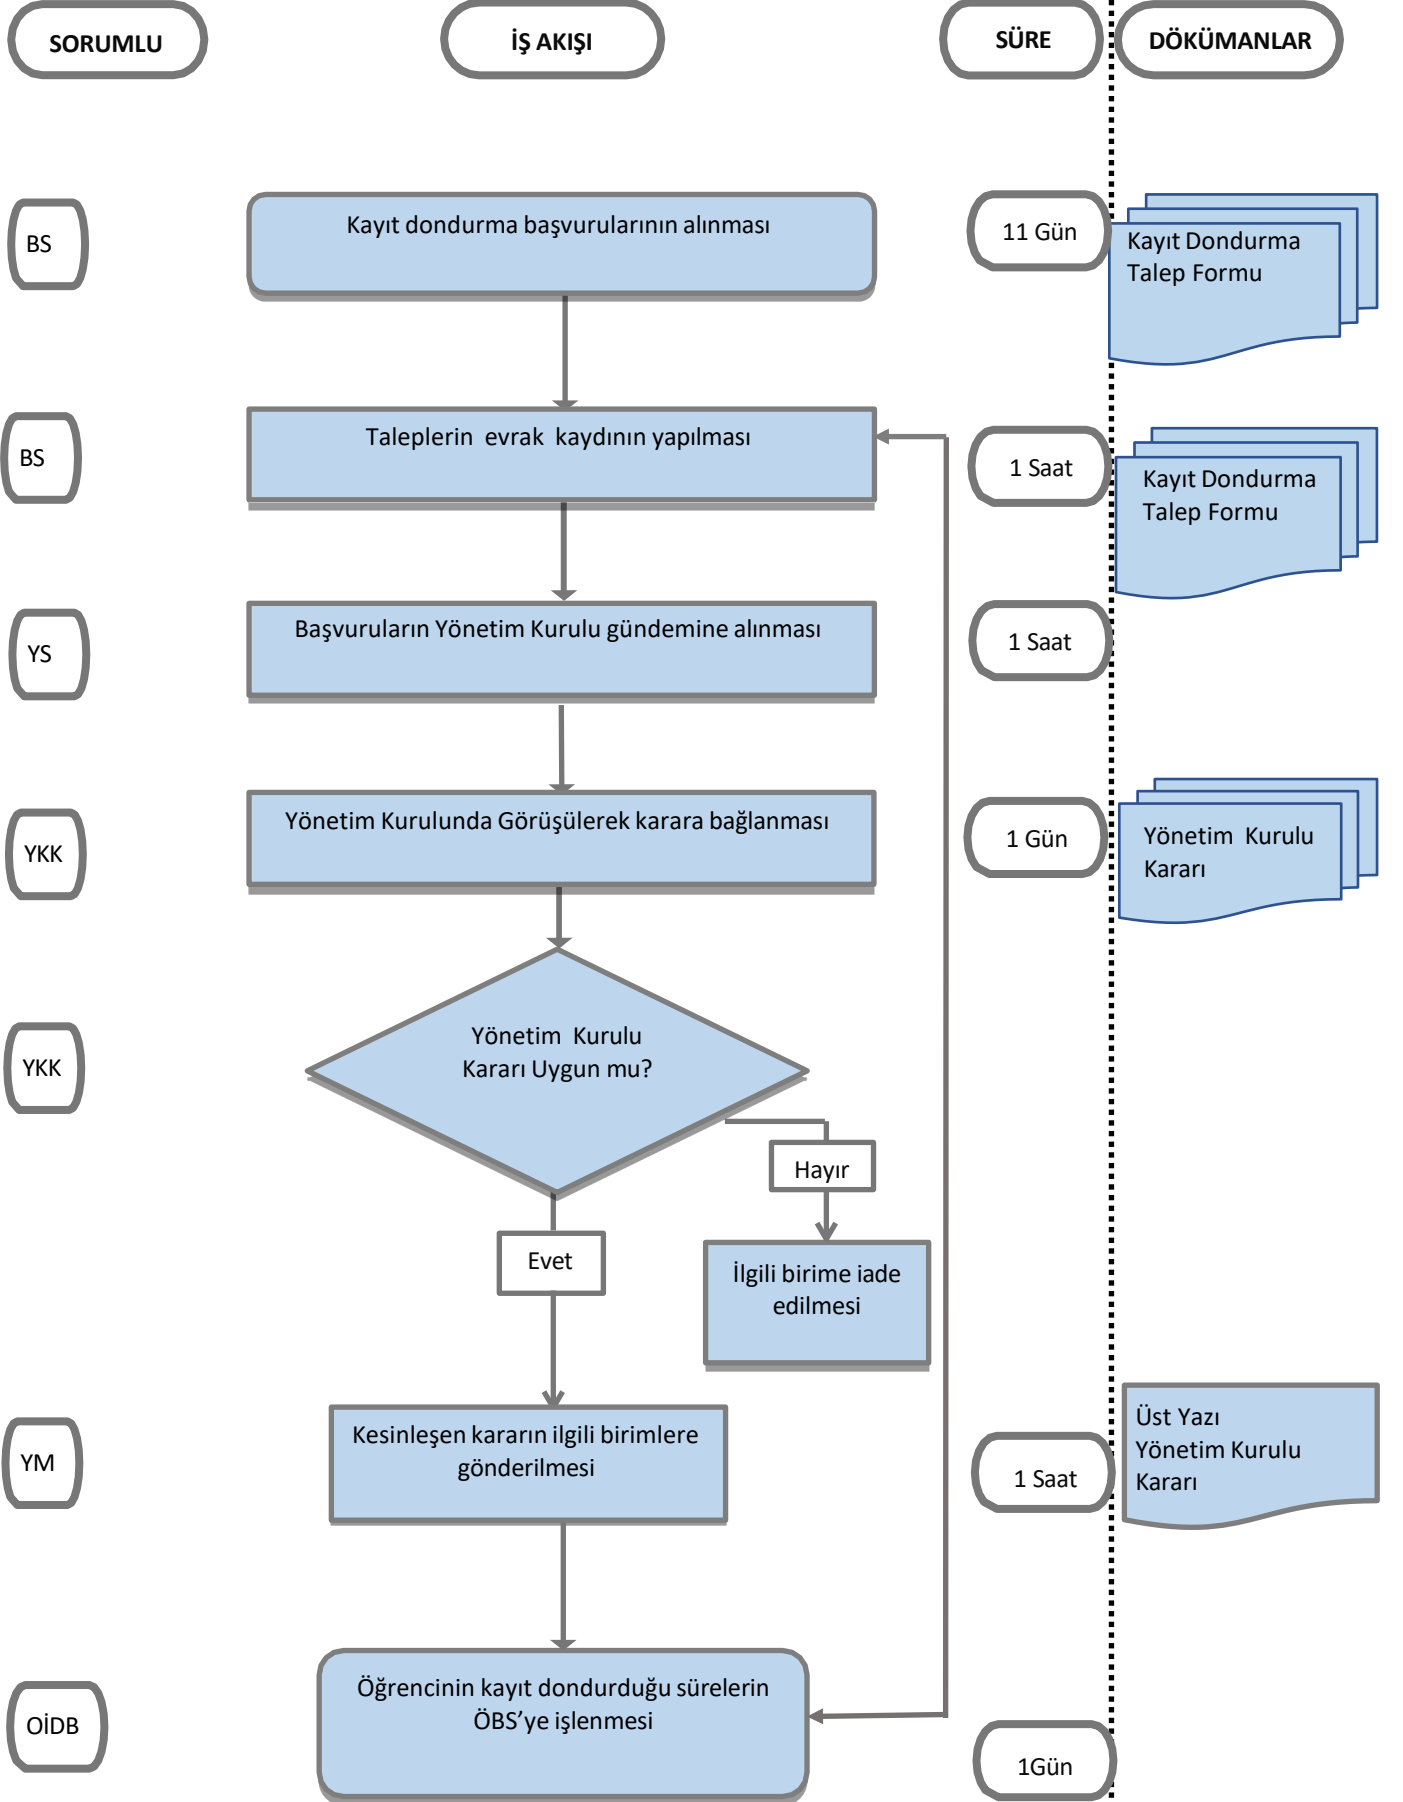 SORUMLU
İŞ AKIŞI
SÜRE
DÖKÜMANLAR
BS
Kayıt dondurma başvurularının alınması
11 Gün
Kayıt Dondurma
Talep Formu
BS
Taleplerin evrak kaydının yapılması
1 Saat
Kayıt Dondurma
Talep Formu
YS
Başvuruların Yönetim Kurulu gündemine alınması
1 Saat
YKK
Yönetim Kurulunda Görüşülerek karara bağlanması
1 Gün
Yönetim Kurulu
Kararı
YKK
Yönetim Kurulu
Kararı Uygun mu?
Hayır
Evet
İlgili birime iade
edilmesi
YM
Kesinleşen kararın ilgili birimlere
gönderilmesi
1 Saat
Üst Yazı
Yönetim Kurulu
Kararı
OİDB
Öğrencinin kayıt dondurduğu sürelerin
ÖBS’ye işlenmesi
1Gün